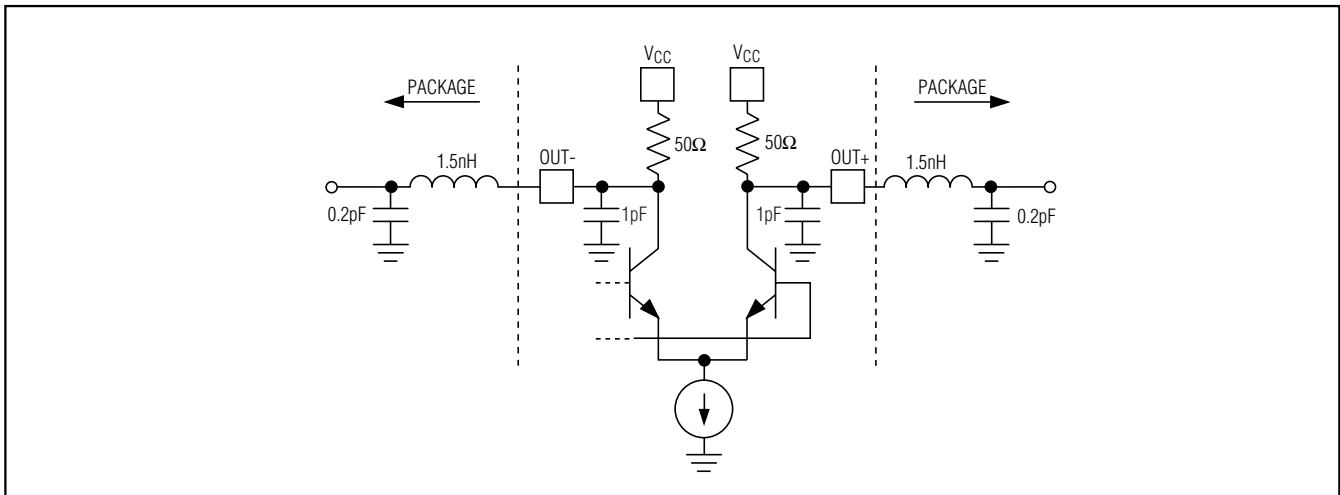 VCC VCC
PACKAGE PACKAGE
50Ω 50Ω
1.5nH OUT- OUT+ 1.5nH
0.2pF 1pF 1pF 0.2pF